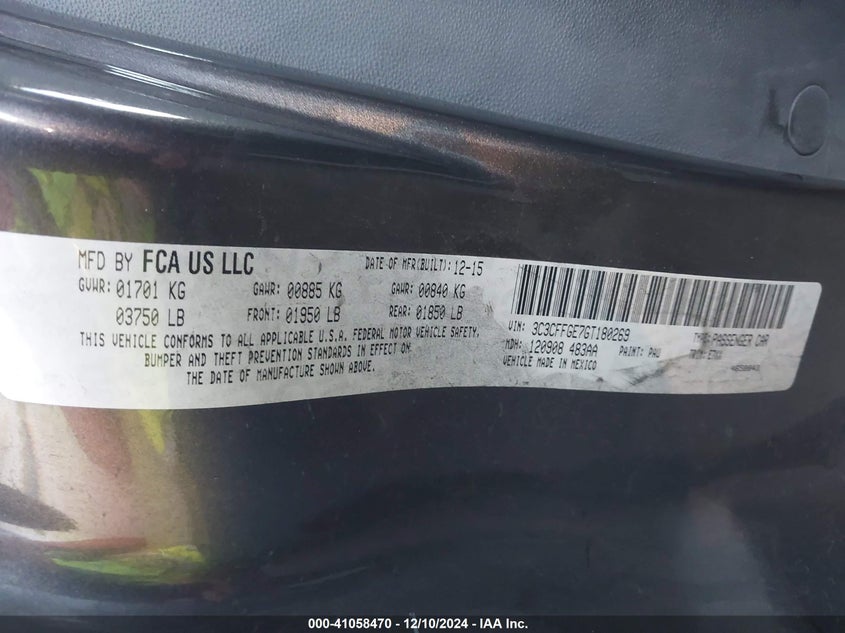 MFD BY FCA US LLC DATE OF MFR(BUILT): 12-15
GVWR: 01701 KG GAWR: 00885 KG GAWR: 00840 KG
03750 LB FRONT: 01950 LB REAR: 01850 LB
THIS VEHICLE CONFORMS TO ALL APPLICABLE U.S.A. FEDERAL MOTOR VEHICLE SAFETY,
BUMPER AND THEFT PREVENTION STANDARDS IN EFFECT ON
THE DATE OF MANUFACTURE SHOWN ABOVE.
VIN: 3C3CFFGE7GT180269 TYPE: PASSENGER CAR
MDH: 120908 483AA PAINT: PAU TRIM:
VEHICLE MADE IN MEXICO
000-41058470 - 12/10/2024 - IAA Inc.